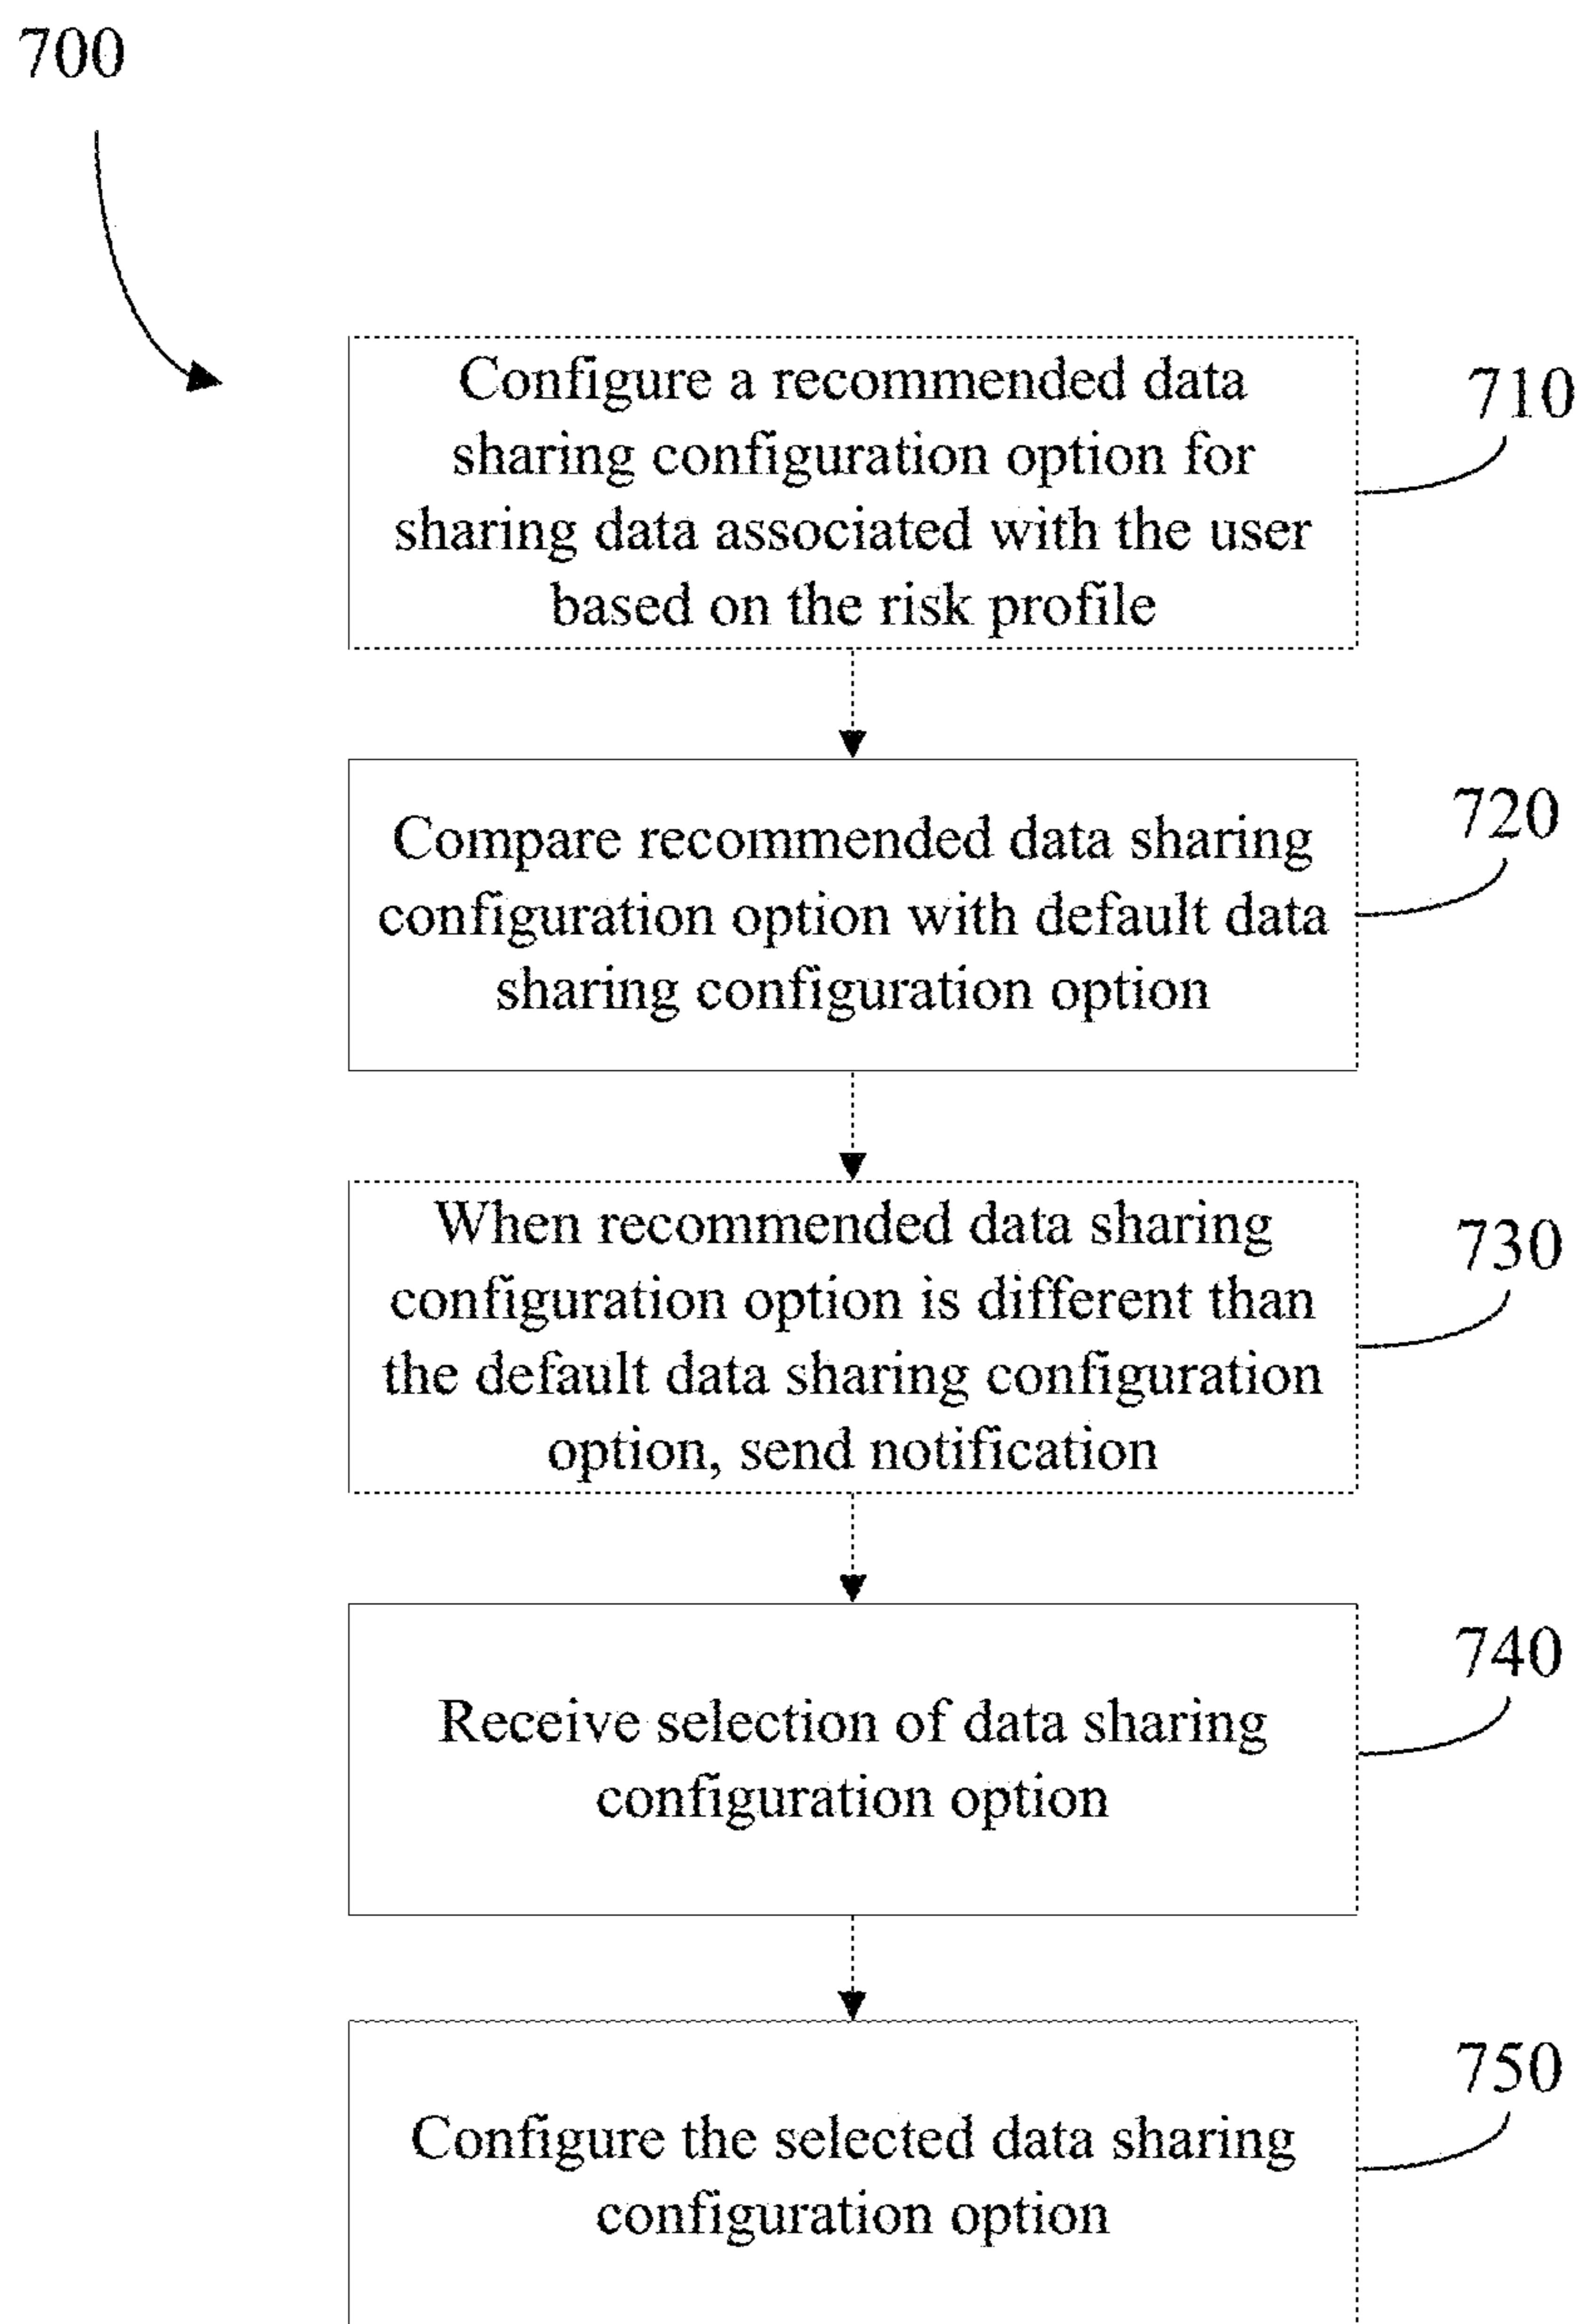 700
Configure a recommended data
sharing configuration option for
sharing data associated with the user
based on the risk profile
710
Compare recommended data sharing
configuration option with default data
sharing configuration option
720
When recommended data sharing
configuration option is different than
the default data sharing configuration
option, send notification
730
Receive selection of data sharing
configuration option
740
Configure the selected data sharing
configuration option
750